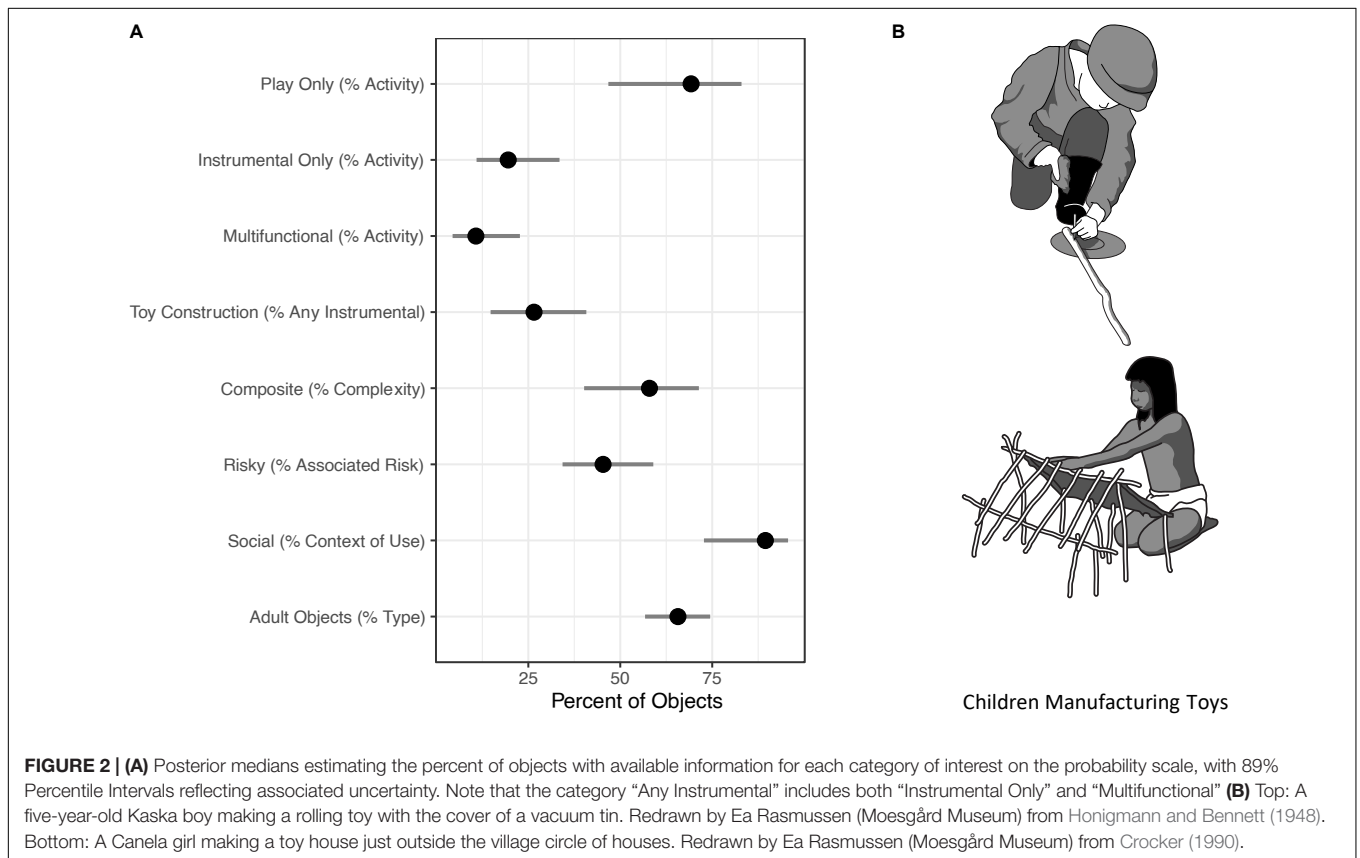 A
B
Play Only (% Activity)
Instrumental Only (% Activity)
Multifunctional (% Activity)
Toy Construction (% Any Instrumental)
Composite (% Complexity)
Risky (% Associated Risk)
Social (% Context of Use)
Adult Objects (% Type)
25 50 75
Percent of Objects
Children Manufacturing Toys
FIGURE 2 | (A) Posterior medians estimating the percent of objects with available information for each category of interest on the probability scale, with 89%
Percentile Intervals reflecting associated uncertainty. Note that the category “Any Instrumental” includes both “Instrumental Only” and “Multifunctional” (B) Top: A
five-year-old Kaska boy making a rolling toy with the cover of a vacuum tin. Redrawn by Ea Rasmussen (Moesgård Museum) from Honigmann and Bennett (1948).
Bottom: A Canela girl making a toy house just outside the village circle of houses. Redrawn by Ea Rasmussen (Moesgård Museum) from Crocker (1990).